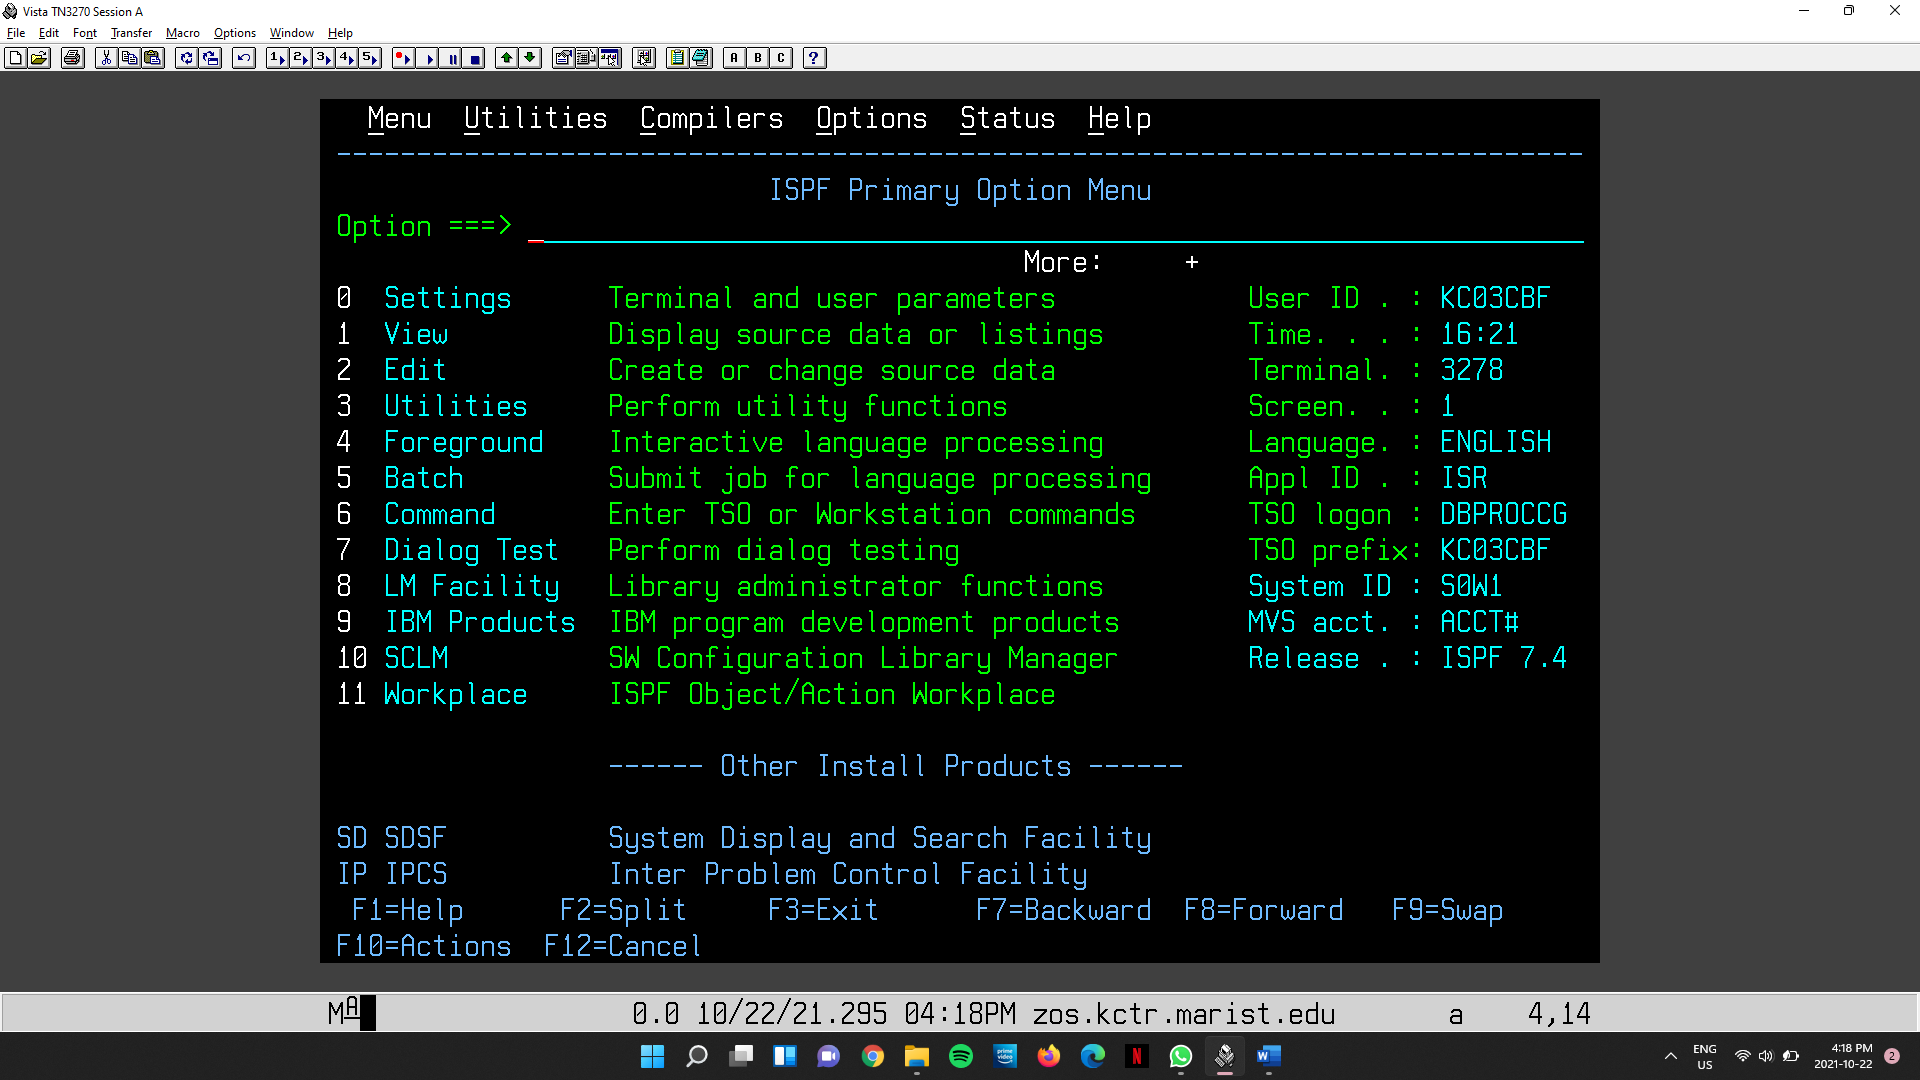 Vista TN3270 Session A
File Edit Font Transfer Macro Options Window Help
1 2 3 4 5 A B C ?
Menu Utilities Compilers Options Status Help
ISPF Primary Option Menu
Option ===> _
More: +
0 Settings Terminal and user parameters User ID . : KC03CBF
1 View Display source data or listings Time. . . : 16:21
2 Edit Create or change source data Terminal. : 3278
3 Utilities Perform utility functions Screen. . : 1
4 Foreground Interactive language processing Language. : ENGLISH
5 Batch Submit job for language processing Appl ID . : ISR
6 Command Enter TSO or Workstation commands TSO logon : DBPROCCG
7 Dialog Test Perform dialog testing TSO prefix: KC03CBF
8 LM Facility Library administrator functions System ID : S0W1
9 IBM Products IBM program development products MVS acct. : ACCT#
10 SCLM SW Configuration Library Manager Release . : ISPF 7.4
11 Workplace ISPF Object/Action Workplace
------ Other Install Products ------
SD SDSF System Display and Search Facility
IP IPCS Inter Problem Control Facility
F1=Help F2=Split F3=Exit F7=Backward F8=Forward F9=Swap
F10=Actions F12=Cancel
MA 0.0 10/22/21.295 04:18PM zos.kctr.marist.edu a 4,14
prime video N W ENG US 4:18 PM 2021-10-22 2